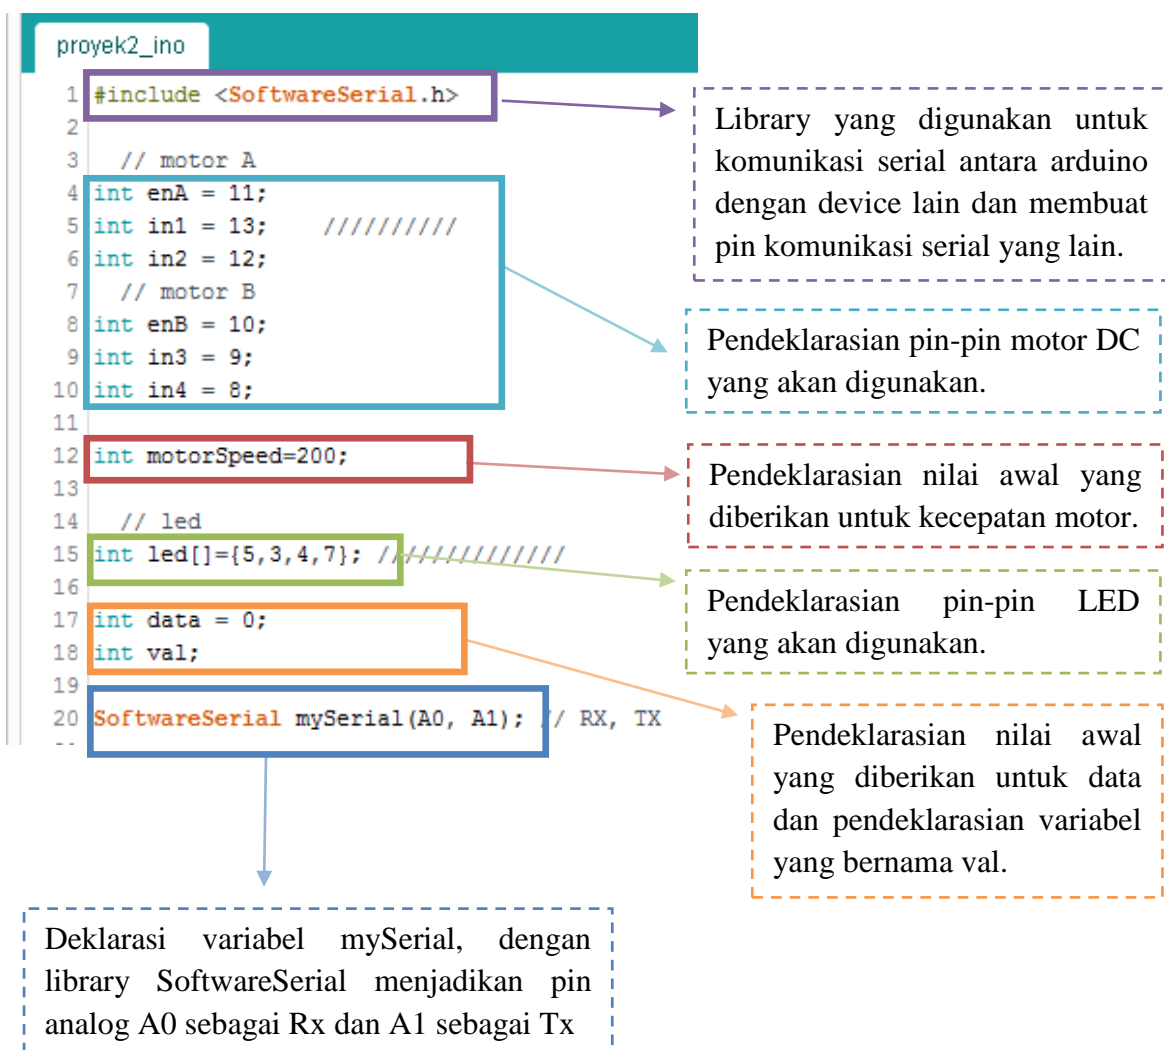 proyek2_ino
1 #include <SoftwareSerial.h>
2
3 // motor A
4 int enA = 11;
5 int in1 = 13; //////////
6 int in2 = 12;
7 // motor B
8 int enB = 10;
9 int in3 = 9;
10 int in4 = 8;
11
12 int motorSpeed=200;
13
14 // led
15 int led[]={5,3,4,7}; //////////////
16
17 int data = 0;
18 int val;
19
20 SoftwareSerial mySerial(A0, A1); // RX, TX
Library yang digunakan untuk
komunikasi serial antara arduino
dengan device lain dan membuat
pin komunikasi serial yang lain.
Pendeklarasian pin-pin motor DC
yang akan digunakan.
Pendeklarasian nilai awal yang
diberikan untuk kecepatan motor.
Pendeklarasian pin-pin LED
yang akan digunakan.
Pendeklarasian nilai awal
yang diberikan untuk data
dan pendeklarasian variabel
yang bernama val.
Deklarasi variabel mySerial, dengan
library SoftwareSerial menjadikan pin
analog A0 sebagai Rx dan A1 sebagai Tx